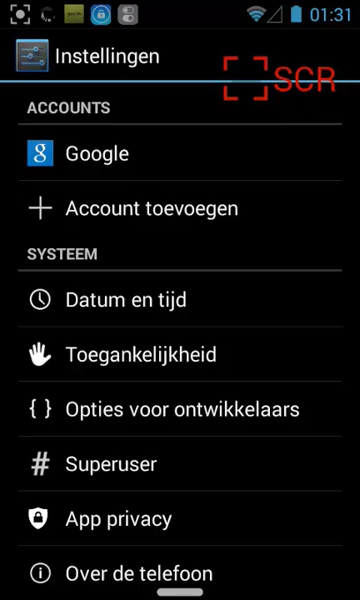 01:31
Instellingen
SCR
ACCOUNTS
Google
Account toevoegen
SYSTEEM
Datum en tijd
Toegankelijkheid
{ } Opties voor ontwikkelaars
# Superuser
App privacy
Over de telefoon